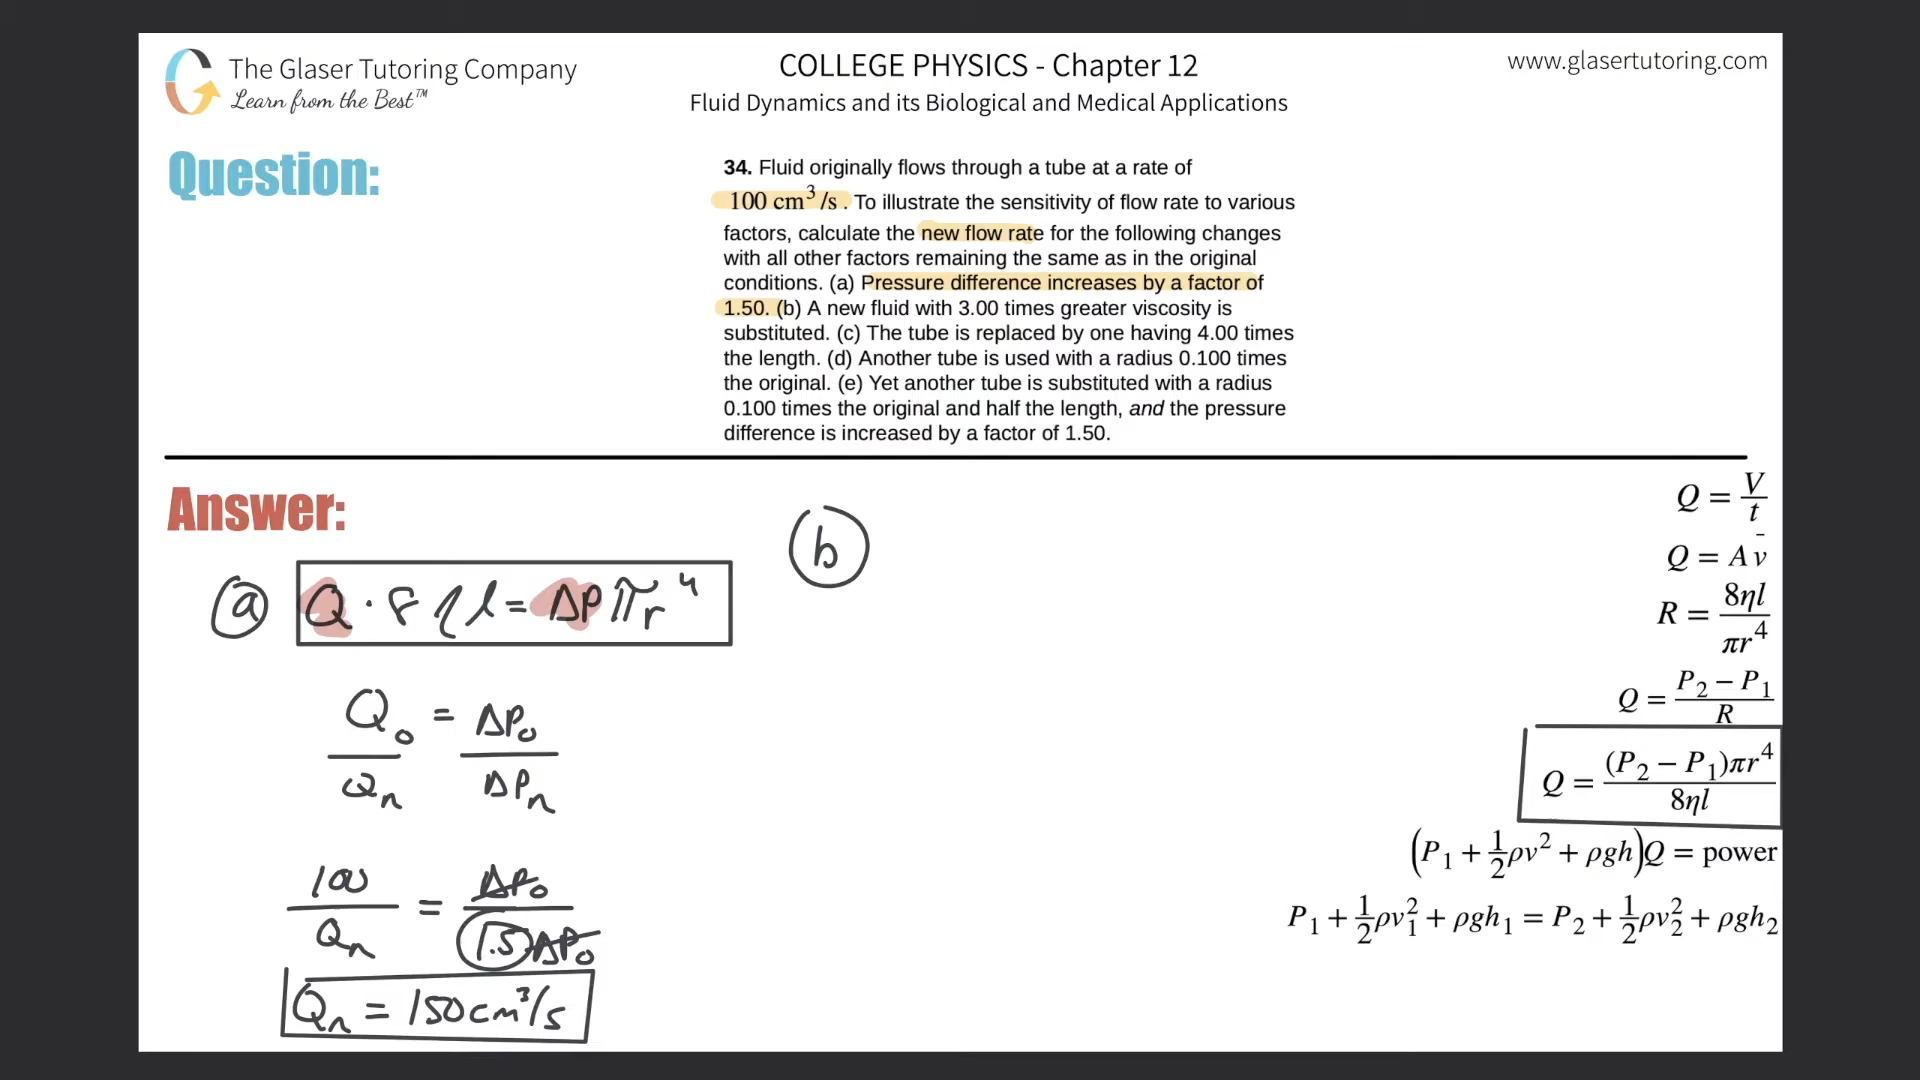 The Glaser Tutoring Company
Learn from the Best™
COLLEGE PHYSICS - Chapter 12
Fluid Dynamics and its Biological and Medical Applications
www.glasertutoring.com
Question:
34. Fluid originally flows through a tube at a rate of
100 cm³/s . To illustrate the sensitivity of flow rate to various
factors, calculate the new flow rate for the following changes
with all other factors remaining the same as in the original
conditions. (a) Pressure difference increases by a factor of
1.50. (b) A new fluid with 3.00 times greater viscosity is
substituted. (c) The tube is replaced by one having 4.00 times
the length. (d) Another tube is used with a radius 0.100 times
the original. (e) Yet another tube is substituted with a radius
0.100 times the original and half the length, and the pressure
difference is increased by a factor of 1.50.
Answer:
(a) Q · 8 η l = ΔP π r⁴
Q₀ / Qₙ = ΔP₀ / ΔPₙ
100 / Qₙ = ΔP₀ / 1.5 ΔP₀
Qₙ = 150 cm³/s
(b)
Q = V / t
Q = A v̄
R = 8ηl / πr⁴
Q = P₂ − P₁ / R
Q = (P₂ − P₁)πr⁴ / 8ηl
(P₁ + ½ρv² + ρgh)Q = power
P₁ + ½ρv₁² + ρgh₁ = P₂ + ½ρv₂² + ρgh₂